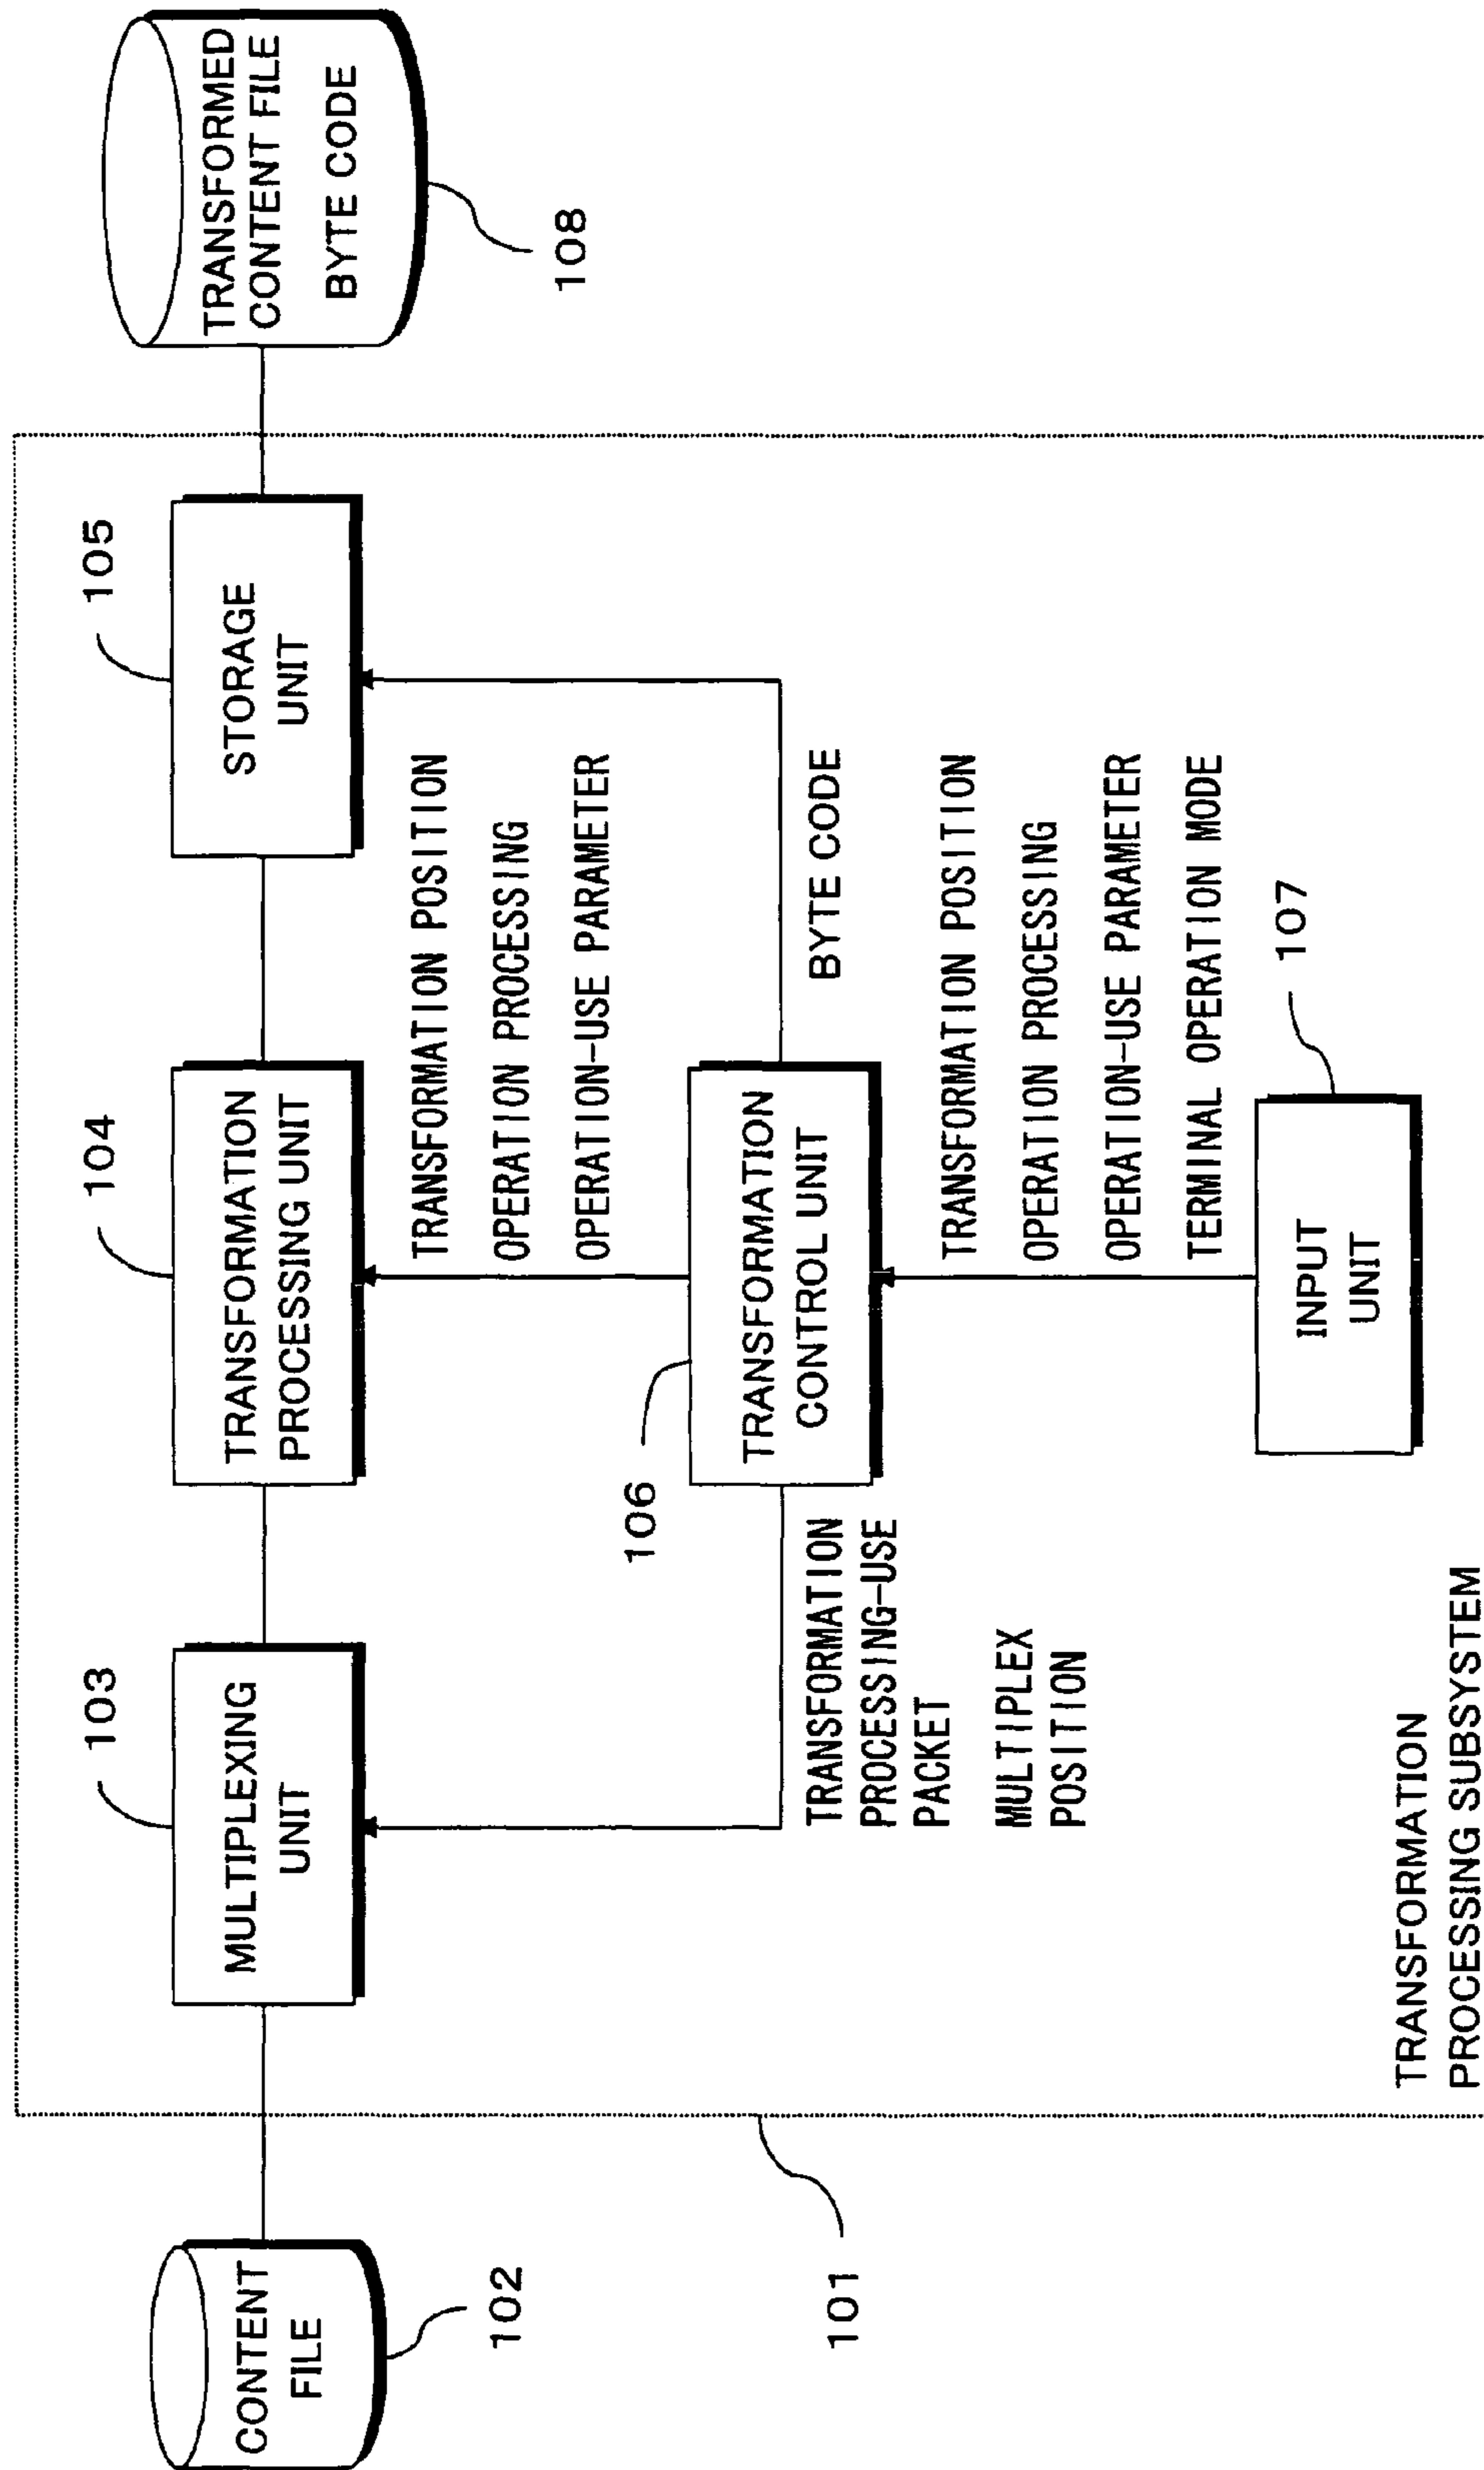 CONTENT
FILE
102
101
103
MULTIPLEXING
UNIT
104
TRANSFORMATION
PROCESSING UNIT
105
STORAGE
UNIT
TRANSFORMED
CONTENT FILE
BYTE CODE
108
TRANSFORMATION POSITION
OPERATION PROCESSING
OPERATION-USE PARAMETER
106
TRANSFORMATION
CONTROL UNIT
BYTE CODE
TRANSFORMATION
PROCESSING-USE
PACKET
MULTIPLEX
POSITION
TRANSFORMATION POSITION
OPERATION PROCESSING
OPERATION-USE PARAMETER
TERMINAL OPERATION MODE
107
INPUT
UNIT
TRANSFORMATION
PROCESSING SUBSYSTEM